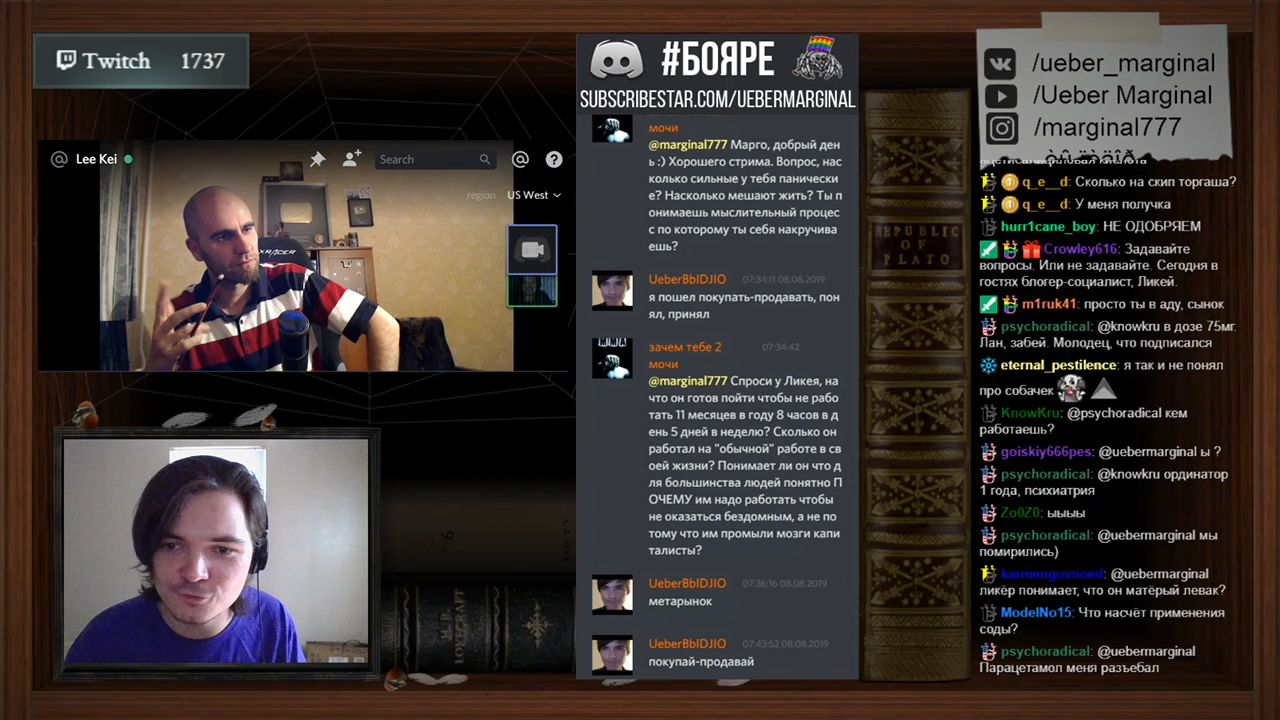 Twitch 1737
@ Lee Kei
Search
region US West
XRACER
#БОЯРЕ
SUBSCRIBESTAR.COM/UEBERMARGINAL
мочи
@marginal777 Марго, добрый ден
ь :) Хорошего стрима. Вопрос, нас
колько сильные у тебя панически
е? Насколько мешают жить? Ты п
онимаешь мыслительный процес
с по которому ты себя накручива
ешь?
UeberBbIDJIO 07:34:11 08.08.2019
я пошел покупать-продавать, пон
ял, принял
зачем тебе 2 07:34:42
мочи
@marginal777 Спроси у Ликея, на
что он готов пойти чтобы не рабо
тать 11 месяцев в году 8 часов в д
ень 5 дней в неделю? Сколько он
работал на "обычной" работе в св
оей жизни? Понимает ли он что д
ля большинства людей понятно П
ОЧЕМУ им надо работать чтобы
не оказаться бездомным, а не по
тому что им промыли мозги капи
талисты?
UeberBbIDJIO 07:36:16 08.08.2019
метарынок
UeberBbIDJIO 07:43:52 08.08.2019
покупай-продавай
REPUBLIC
OF
PLATO
H.P.
LOVECRAFT
/ueber_marginal
/Ueber Marginal
/marginal777
q_e__d: Сколько на скип торгаша?
q_e__d: У меня получка
hurr1cane_boy: НЕ ОДОБРЯЕМ
Crowley616: Задавайте
вопросы. Или не задавайте. Сегодня в
гостях блогер-социалист, Ликей.
m1ruk41: просто ты в аду, сынок
psychoradical: @knowkru в дозе 75мг.
Лан, забей. Молодец, что подписался
eternal_pestilence: я так и не понял
про собачек
KnowKru: @psychoradical кем
работаешь?
goiskiy666pes: @uebermarginal ы ?
psychoradical: @knowkru ординатор
1 года, психиатрия
Zo0Z0: ыыыы
psychoradical: @uebermarginal мы
помирились)
karmengovnoed: @uebermarginal
ликёр понимает, что он матёрый левак?
ModelNo15: Что насчёт применения
соды?
psychoradical: @uebermarginal
Парацетамол меня разъебал